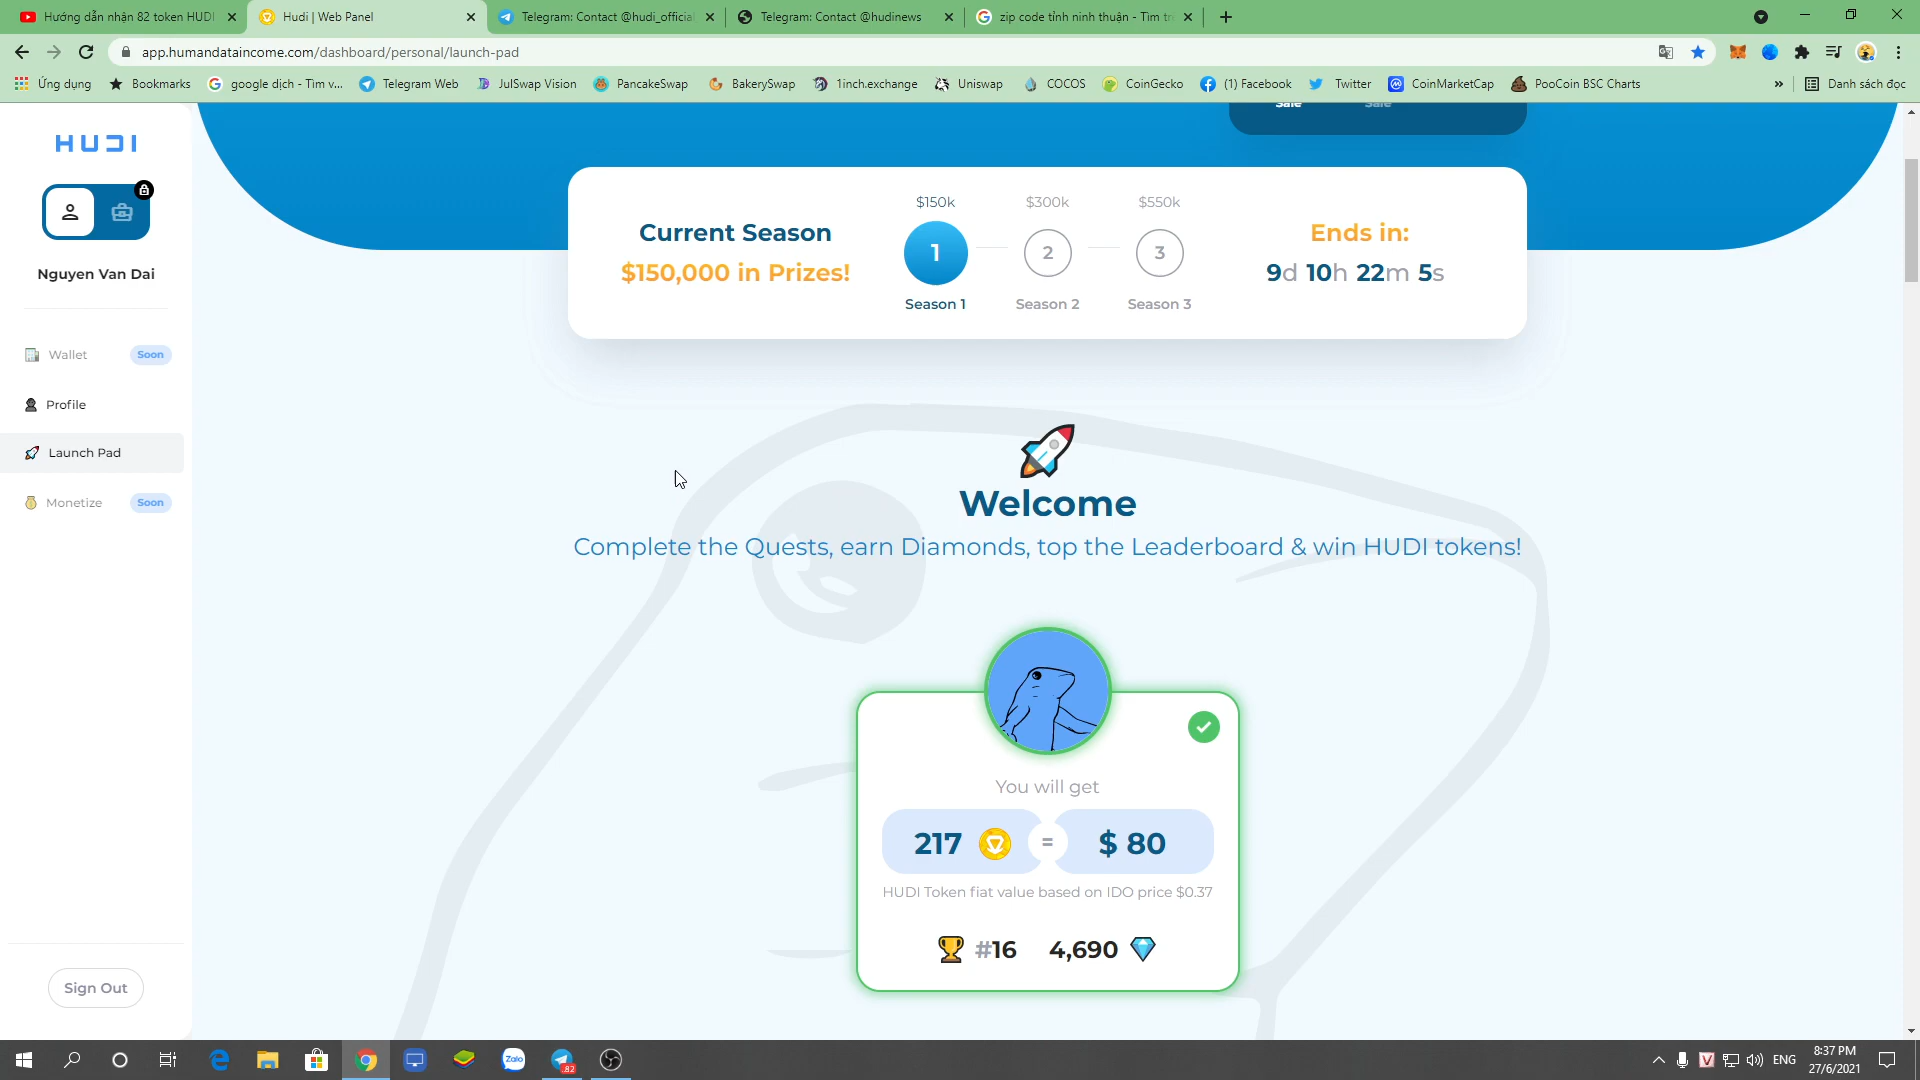 Hướng dẫn nhận 82 token HUDI
Hudi | Web Panel
Telegram: Contact @hudi_official
Telegram: Contact @hudinews
zip code tỉnh ninh thuận - Tìm tr
app.humandataincome.com/dashboard/personal/launch-pad
Ứng dụng
Bookmarks
google dịch - Tìm v...
Telegram Web
JulSwap Vision
PancakeSwap
BakerySwap
1inch.exchange
Uniswap
COCOS
CoinGecko
(1) Facebook
Twitter
CoinMarketCap
PooCoin BSC Charts
»
Danh sách đọc
HUDI
Nguyen Van Dai
Wallet
Soon
Profile
Launch Pad
Monetize
Soon
Sign Out
Sale
Sale
Current Season
$150,000 in Prizes!
$150k
$300k
$550k
1
2
3
Season 1
Season 2
Season 3
Ends in:
9d 10h 22m 5s
Welcome
Complete the Quests, earn Diamonds, top the Leaderboard & win HUDI tokens!
You will get
217 = $ 80
HUDI Token fiat value based on IDO price $0.37
#16 4,690
Zalo
82
V
ENG
8:37 PM
27/6/2021